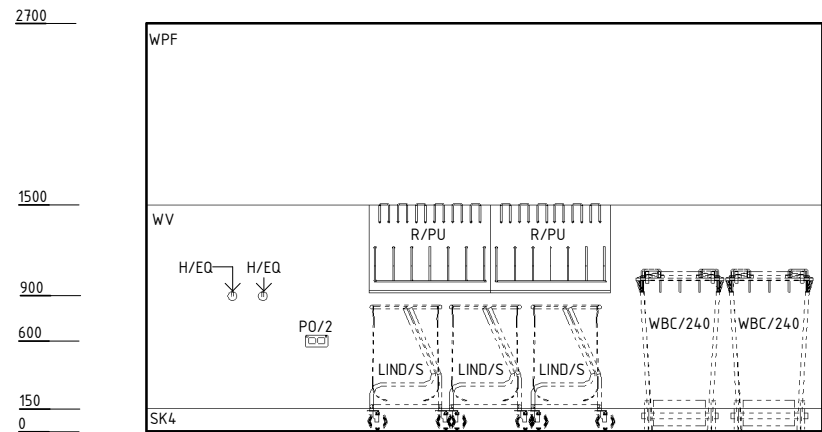 2700
WPF
1500
WV
R/PU R/PU
H/EQ H/EQ
900
PO/2
WBC/240 WBC/240
600
LIND/S LIND/S LIND/S
150
SK4
0